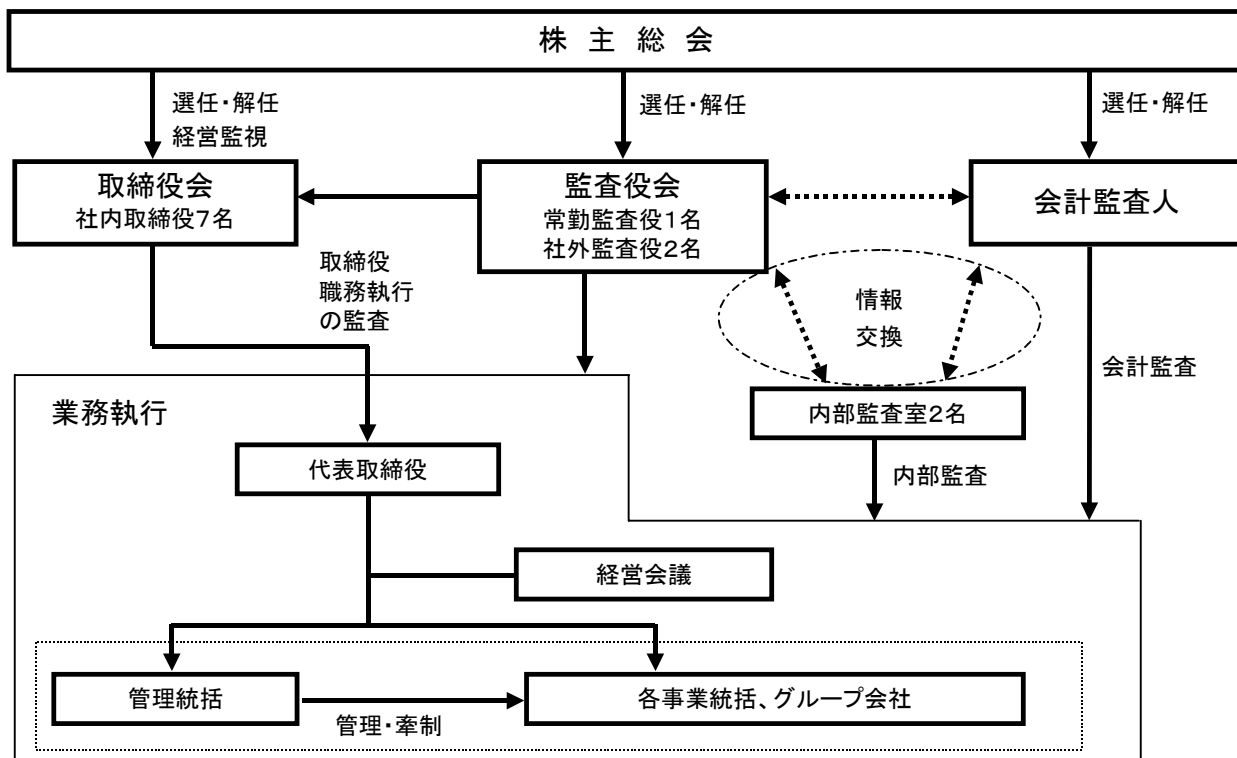 株 主 総 会
選任・解任
経営監視
選任・解任
選任・解任
取締役会
社内取締役7名
監査役会
常勤監査役1名
社外監査役2名
会計監査人
取締役
職務執行
の監査
情報
交換
会計監査
業務執行
内部監査室2名
代表取締役
内部監査
経営会議
管理統括
各事業統括、グループ会社
管理・牽制